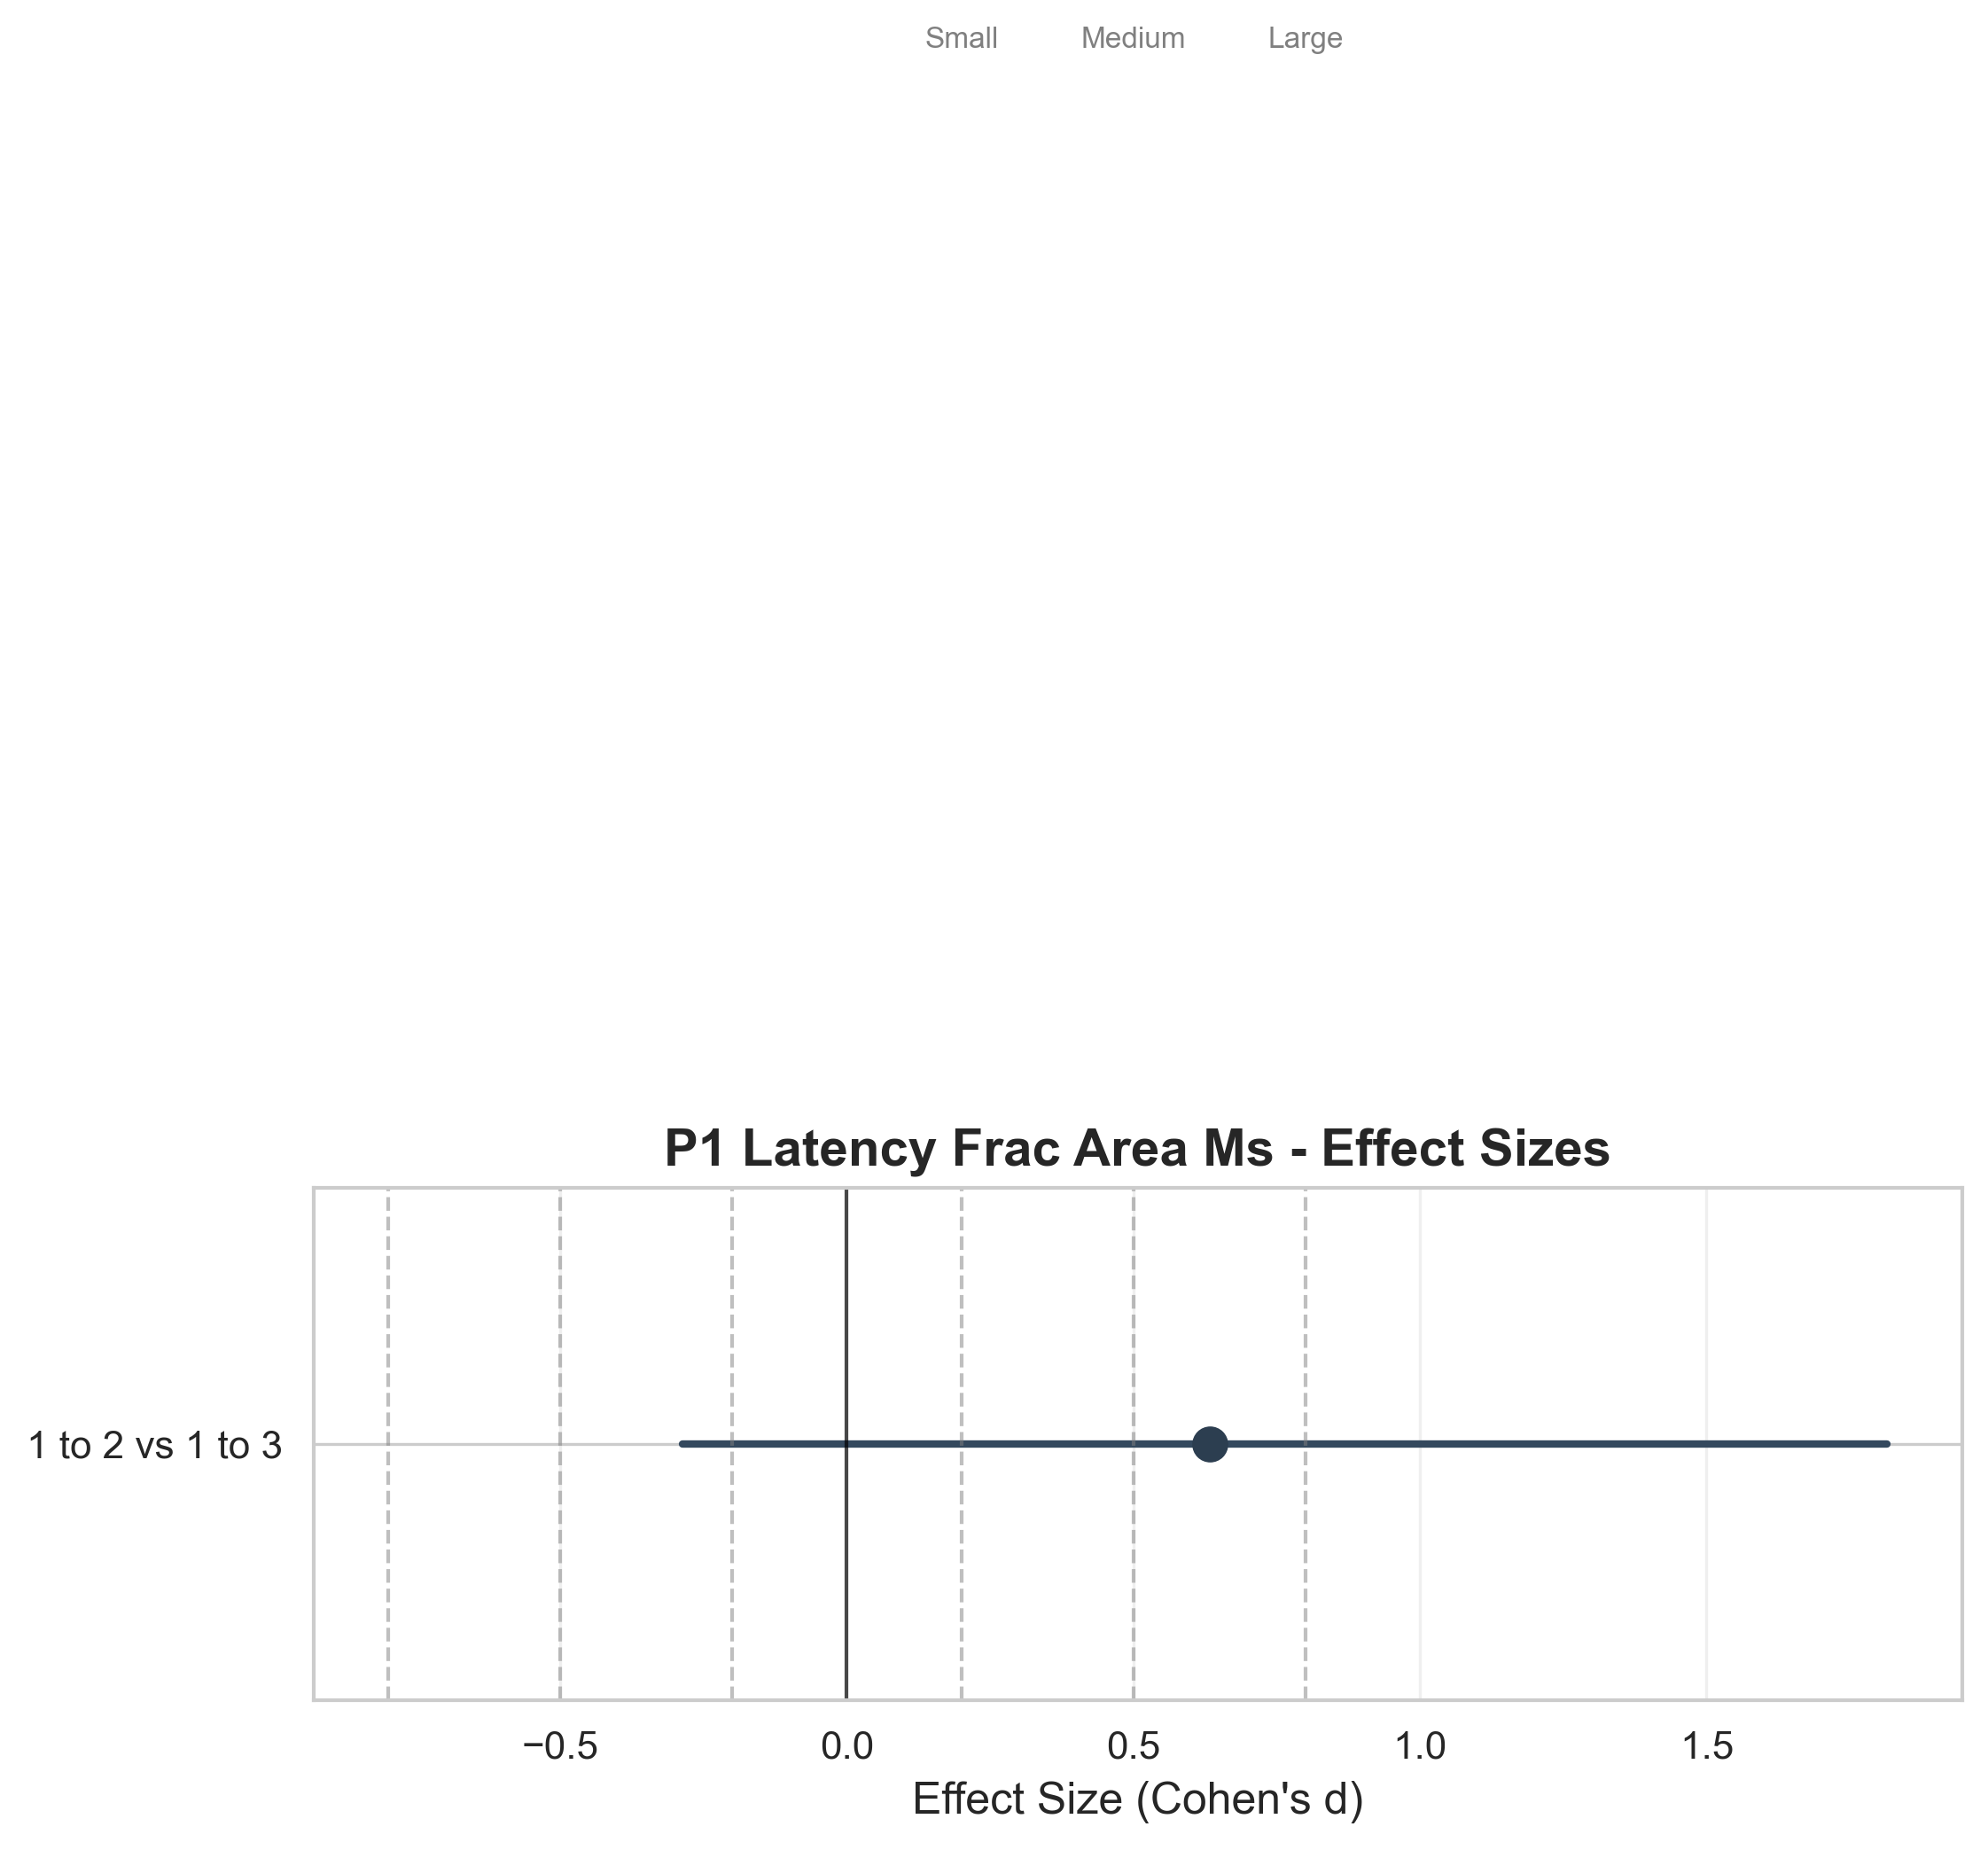 Small Medium Large
P1 Latency Frac Area Ms - Effect Sizes
1 to 2 vs 1 to 3
−0.5 0.0 0.5 1.0 1.5
Effect Size (Cohen's d)